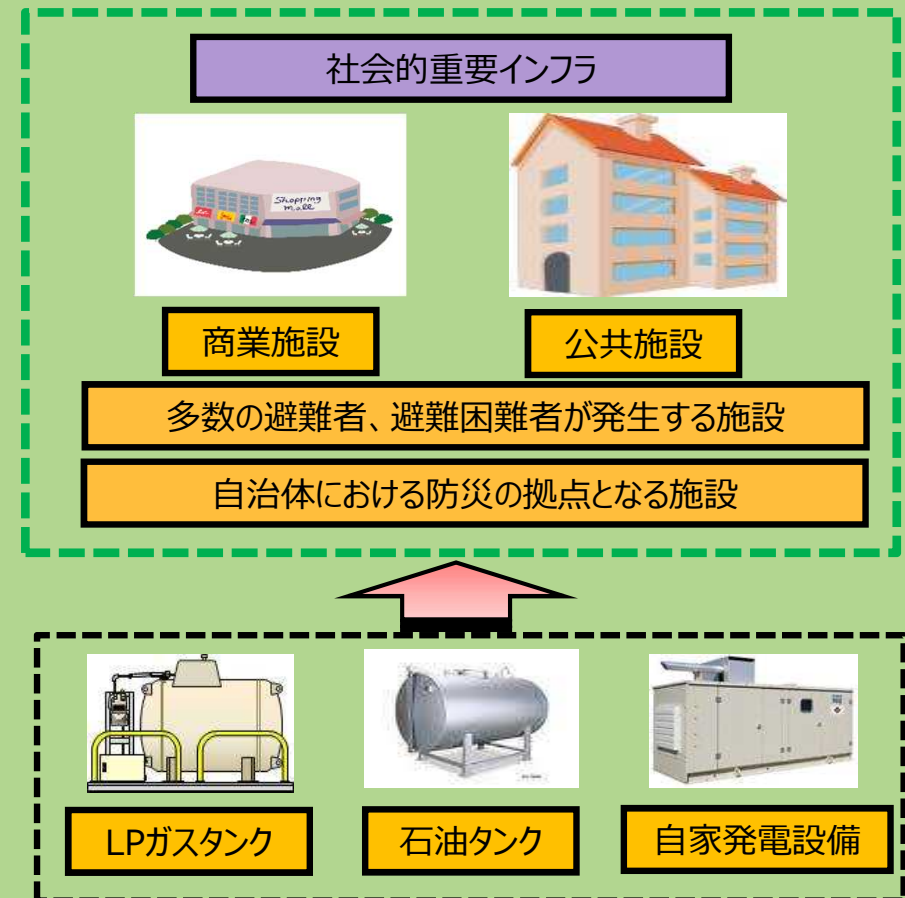 社会的重要インフラ
Shopping
mall
商業施設
公共施設
多数の避難者、避難困難者が発生する施設
自治体における防災の拠点となる施設
LPガスタンク
石油タンク
自家発電設備